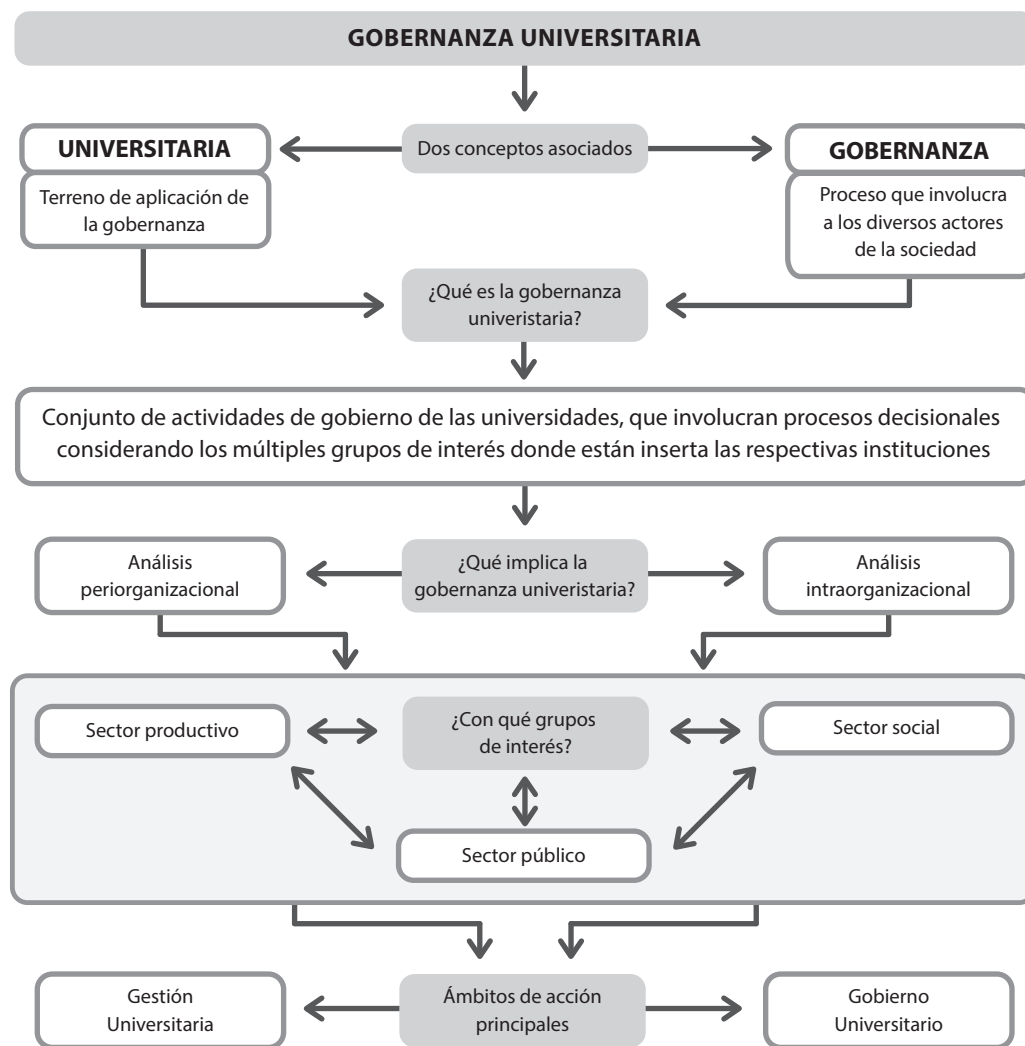 GOBERNANZA UNIVERSITARIA
UNIVERSITARIA
Dos conceptos asociados
GOBERNANZA
Terreno de aplicación de
la gobernanza
Proceso que involucra
a los diversos actores
de la sociedad
¿Qué es la gobernanza
univeristaria?
Conjunto de actividades de gobierno de las universidades, que involucran procesos decisionales
considerando los múltiples grupos de interés donde están inserta las respectivas instituciones
Análisis
periorganizacional
¿Qué implica la
gobernanza univeristaria?
Análisis
intraorganizacional
Sector productivo
¿Con qué grupos
de interés?
Sector social
Sector público
Gestión
Universitaria
Ámbitos de acción
principales
Gobierno
Universitario